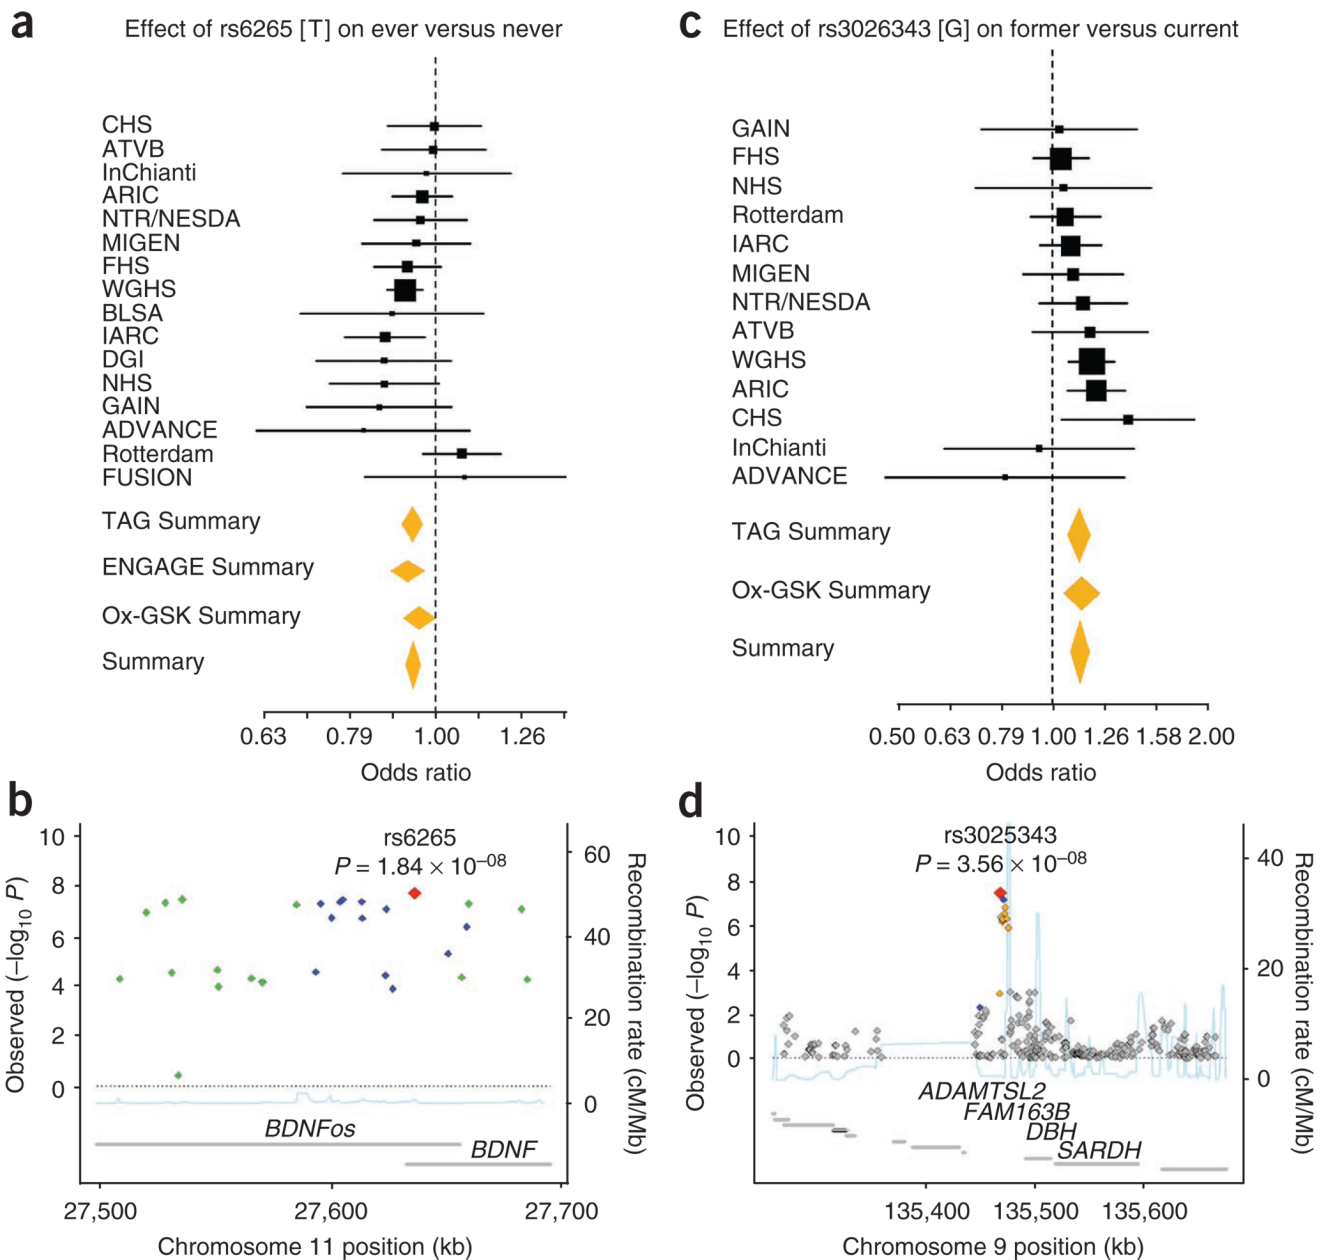 a
Effect of rs6265 [T] on ever versus never
CHS
ATVB
InChianti
ARIC
NTR/NESDA
MIGEN
FHS
WGHS
BLSA
IARC
DGI
NHS
GAIN
ADVANCE
Rotterdam
FUSION
TAG Summary
ENGAGE Summary
Ox-GSK Summary
Summary
0.63 0.79 1.00 1.26
Odds ratio
c
Effect of rs3026343 [G] on former versus current
GAIN
FHS
NHS
Rotterdam
IARC
MIGEN
NTR/NESDA
ATVB
WGHS
ARIC
CHS
InChianti
ADVANCE
TAG Summary
Ox-GSK Summary
Summary
0.50 0.63 0.79 1.00 1.26 1.58 2.00
Odds ratio
b
rs6265
P = 1.84 × 10⁻⁰⁸
Observed (–log₁₀ P)
10
8
6
4
2
0
60
40
20
0
Recombination rate (cM/Mb)
BDNFos
BDNF
27,500 27,600 27,700
Chromosome 11 position (kb)
d
rs3025343
P = 3.56 × 10⁻⁰⁸
Observed (–log₁₀ P)
10
8
6
4
2
0
40
20
0
Recombination rate (cM/Mb)
ADAMTSL2
FAM163B
DBH
SARDH
135,400 135,500 135,600
Chromosome 9 position (kb)